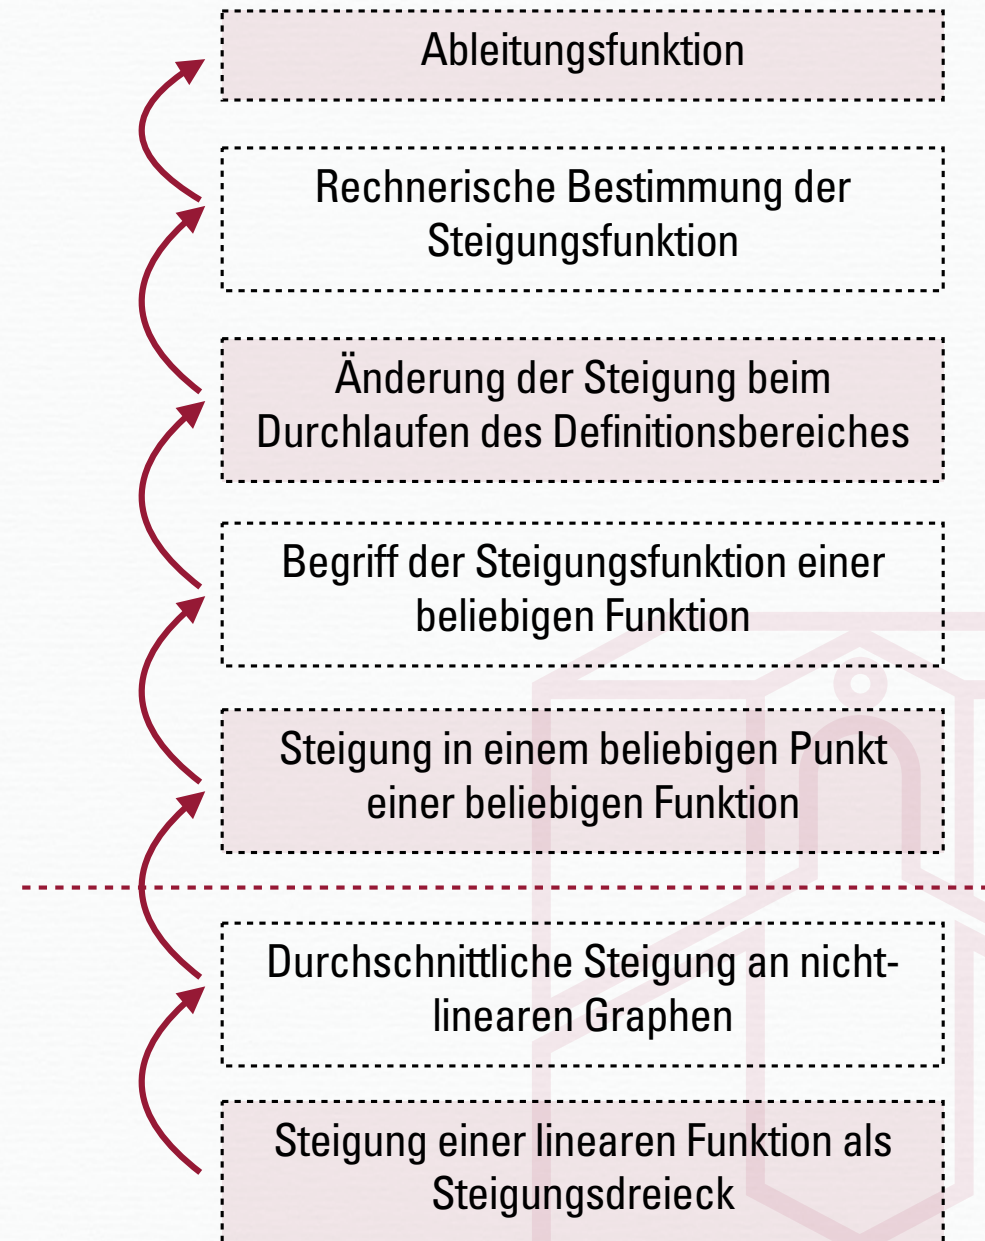 Ableitungsfunktion
Rechnerische Bestimmung der
Steigungsfunktion
Änderung der Steigung beim
Durchlaufen des Definitionsbereiches
Begriff der Steigungsfunktion einer
beliebigen Funktion
Steigung in einem beliebigen Punkt
einer beliebigen Funktion
Durchschnittliche Steigung an nicht-
linearen Graphen
Steigung einer linearen Funktion als
Steigungsdreieck